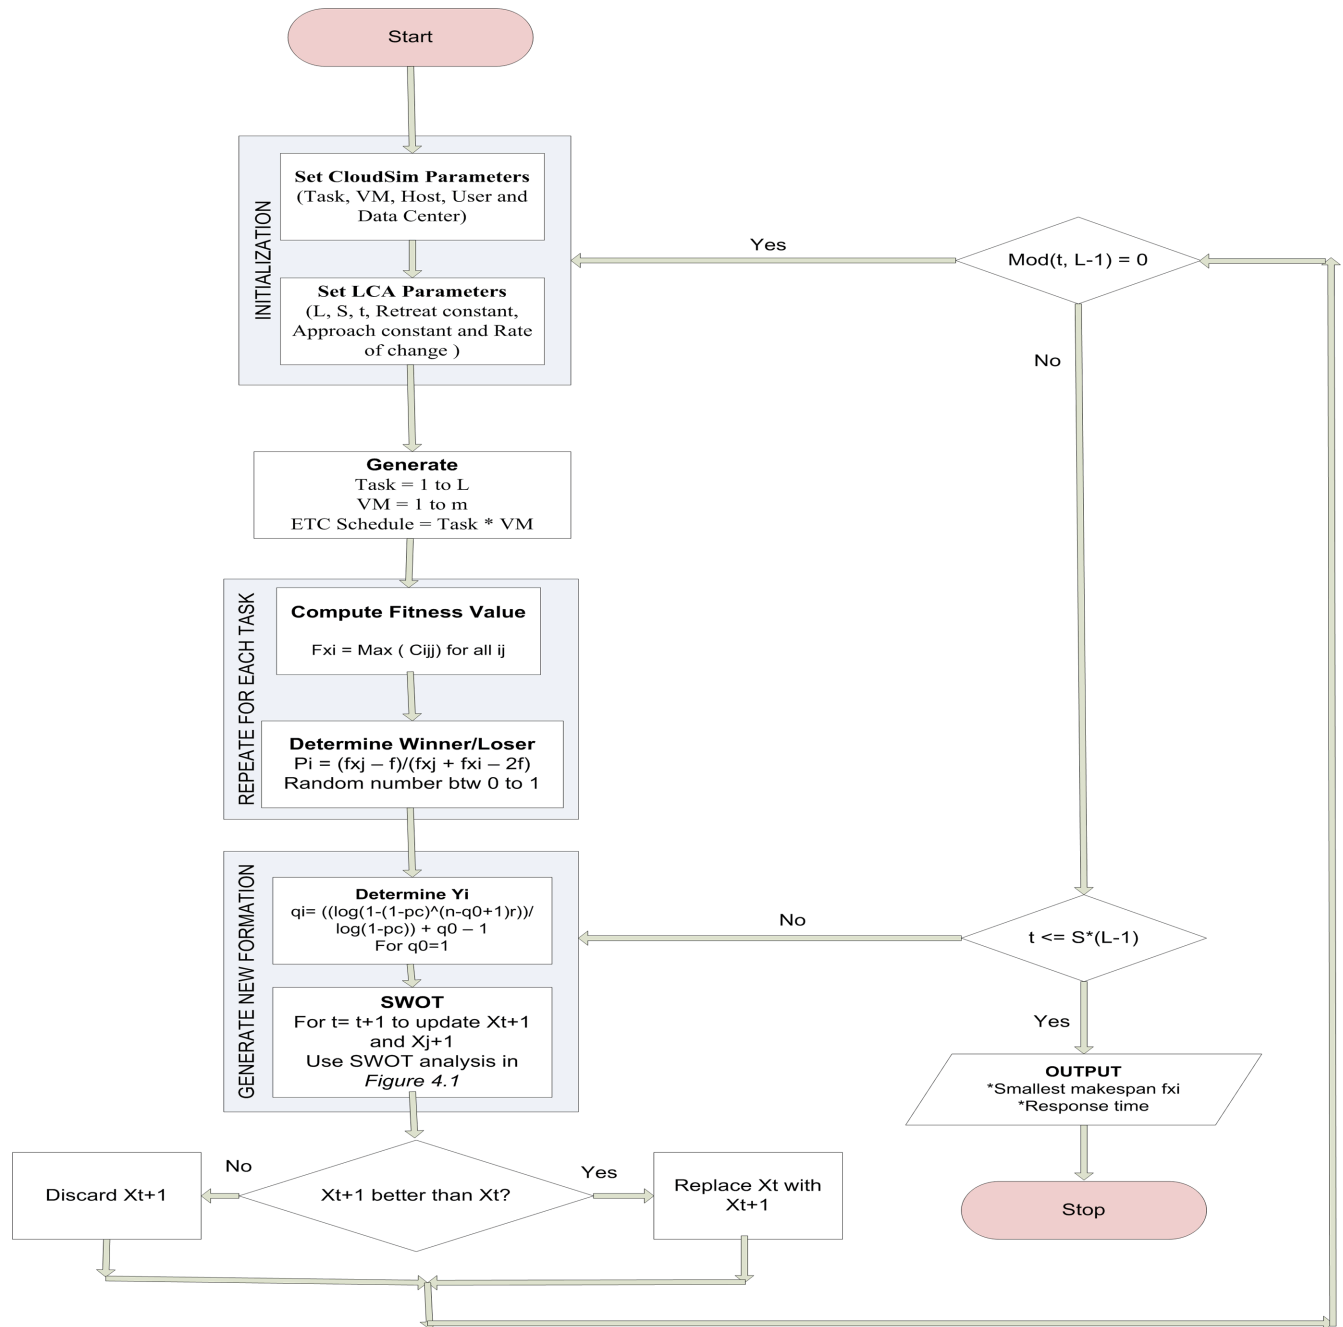 Start
INITIALIZATION
Set CloudSim Parameters
(Task, VM, Host, User and
Data Center)
Set LCA Parameters
(L, S, t, Retreat constant,
Approach constant and Rate
of change )
Yes
Mod(t, L-1) = 0
No
Generate
Task = 1 to L
VM = 1 to m
ETC Schedule = Task * VM
REPEATE FOR EACH TASK
Compute Fitness Value
Fxi = Max ( Cijj) for all ij
Determine Winner/Loser
Pi = (fxj – f)/(fxj + fxi – 2f)
Random number btw 0 to 1
GENERATE NEW FORMATION
Determine Yi
qi= ((log(1-(1-pc)^(n-q0+1)r))/
log(1-pc)) + q0 – 1
For q0=1
SWOT
For t= t+1 to update Xt+1
and Xj+1
Use SWOT analysis in
Figure 4.1
No
t <= S*(L-1)
Yes
OUTPUT
*Smallest makespan fxi
*Response time
Stop
No
Xt+1 better than Xt?
Yes
Discard Xt+1
Replace Xt with
Xt+1